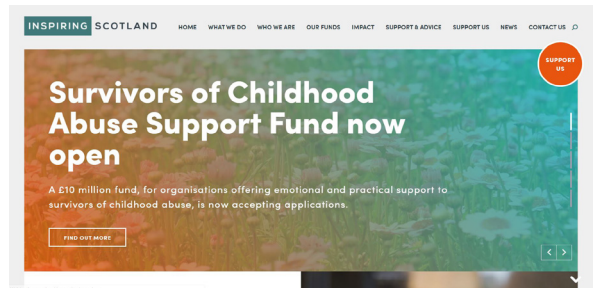 INSPIRING SCOTLAND
HOME WHAT WE DO WHO WE ARE OUR FUNDS IMPACT SUPPORT & ADVICE SUPPORT US NEWS CONTACT US
SUPPORT
US
Survivors of Childhood
Abuse Support Fund now
open
A £10 million fund, for organisations offering emotional and practical support to
survivors of childhood abuse, is now accepting applications.
FIND OUT MORE